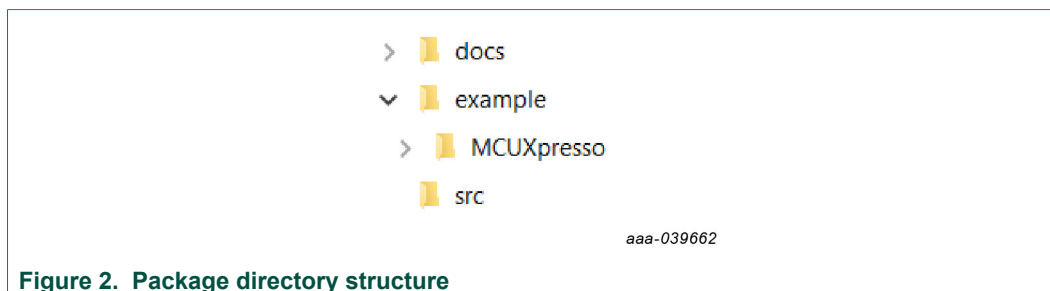 docs
example
MCUXpresso
src
aaa-039662
Figure 2. Package directory structure